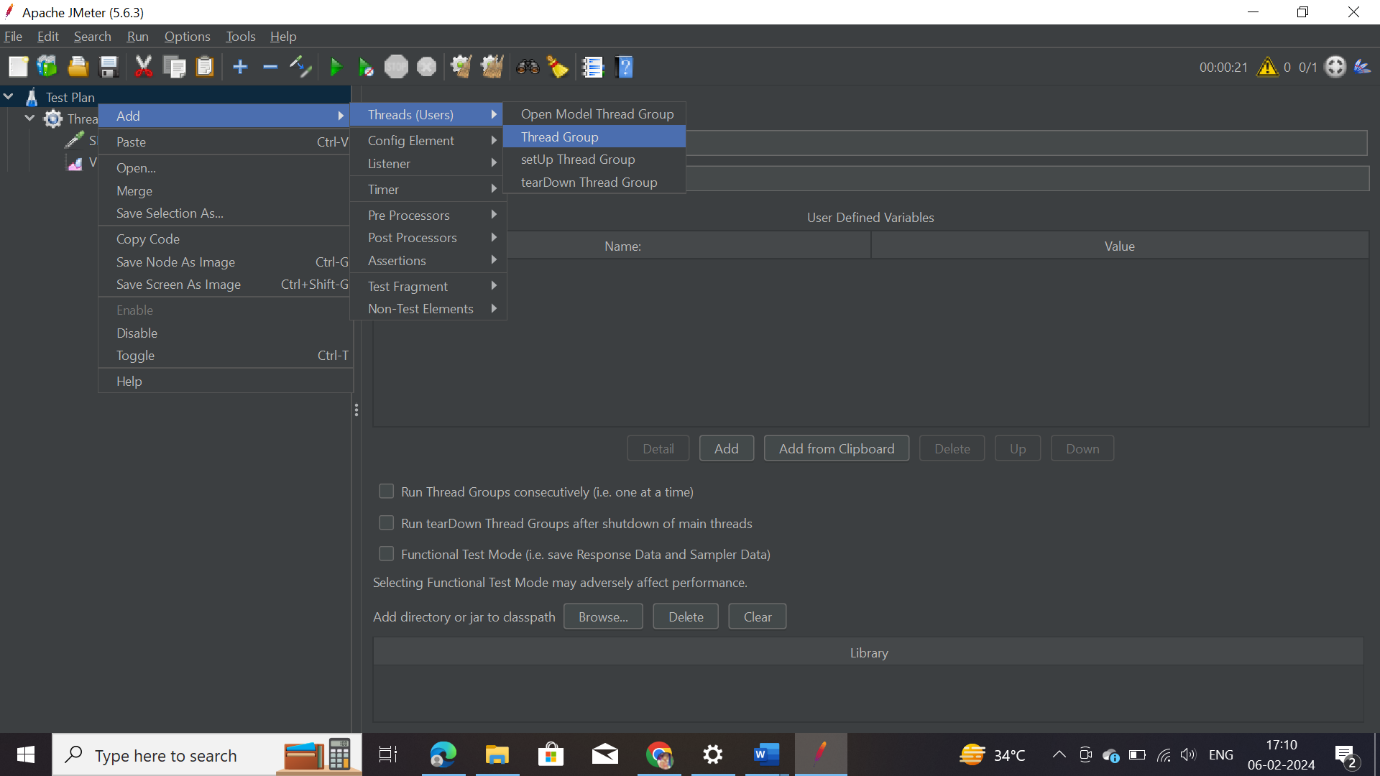 Apache JMeter (5.6.3)
File Edit Search Run Options Tools Help
STOP
?
00:00:21 0 0/1
Test Plan
Threa
S
V
Add
Paste Ctrl-V
Open...
Merge
Save Selection As...
Copy Code
Save Node As Image Ctrl-G
Save Screen As Image Ctrl+Shift-G
Enable
Disable
Toggle Ctrl-T
Help
Threads (Users)
Config Element
Listener
Timer
Pre Processors
Post Processors
Assertions
Test Fragment
Non-Test Elements
Open Model Thread Group
Thread Group
setUp Thread Group
tearDown Thread Group
User Defined Variables
Name: Value
Detail Add Add from Clipboard Delete Up Down
Run Thread Groups consecutively (i.e. one at a time)
Run tearDown Thread Groups after shutdown of main threads
Functional Test Mode (i.e. save Response Data and Sampler Data)
Selecting Functional Test Mode may adversely affect performance.
Add directory or jar to classpath Browse... Delete Clear
Library
Type here to search
W
34°C
ENG
17:10
06-02-2024
2